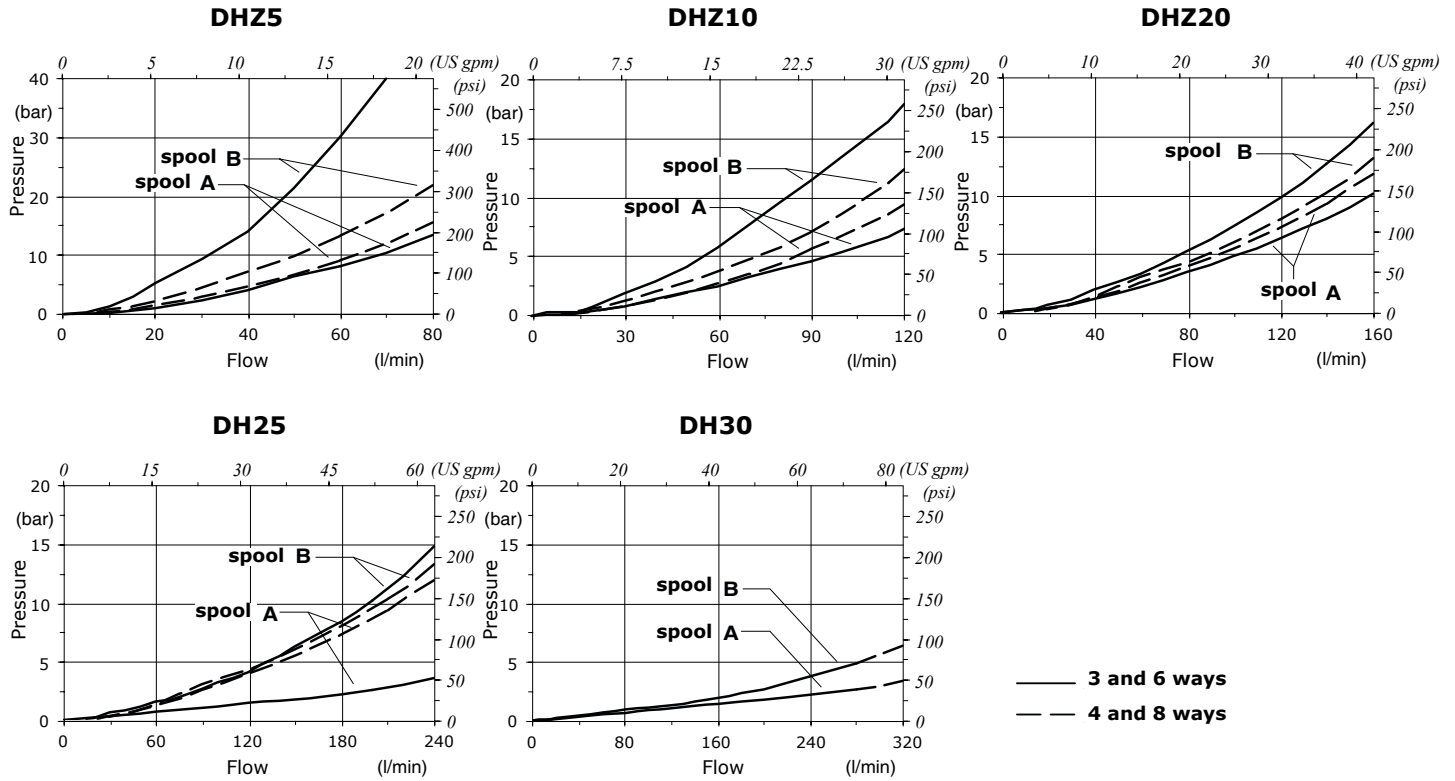 DHZ5 DHZ10 DHZ20
0 5 10 15 20 (US gpm)
(psi)
40
(bar)
30
20
10
0
Pressure
500
400
300
200
100
0
spool B
spool A
0 20 40 60 80
Flow (l/min)
0 7.5 15 22.5 30 (US gpm)
(psi)
20
(bar)
15
10
5
0
Pressure
250
200
150
100
50
0
spool B
spool A
0 30 60 90 120
Flow (l/min)
0 10 20 30 40 (US gpm)
(psi)
20
(bar)
15
10
5
0
Pressure
250
200
150
100
50
0
spool B
spool A
0 40 80 120 160
Flow (l/min)
DH25 DH30
0 15 30 45 60 (US gpm)
(psi)
20
(bar)
15
10
5
0
Pressure
250
200
150
100
50
0
spool B
spool A
0 60 120 180 240
Flow (l/min)
0 20 40 60 80 (US gpm)
(psi)
20
(bar)
15
10
5
0
Pressure
250
200
150
100
50
0
spool B
spool A
0 80 160 240 320
Flow (l/min)
3 and 6 ways
4 and 8 ways